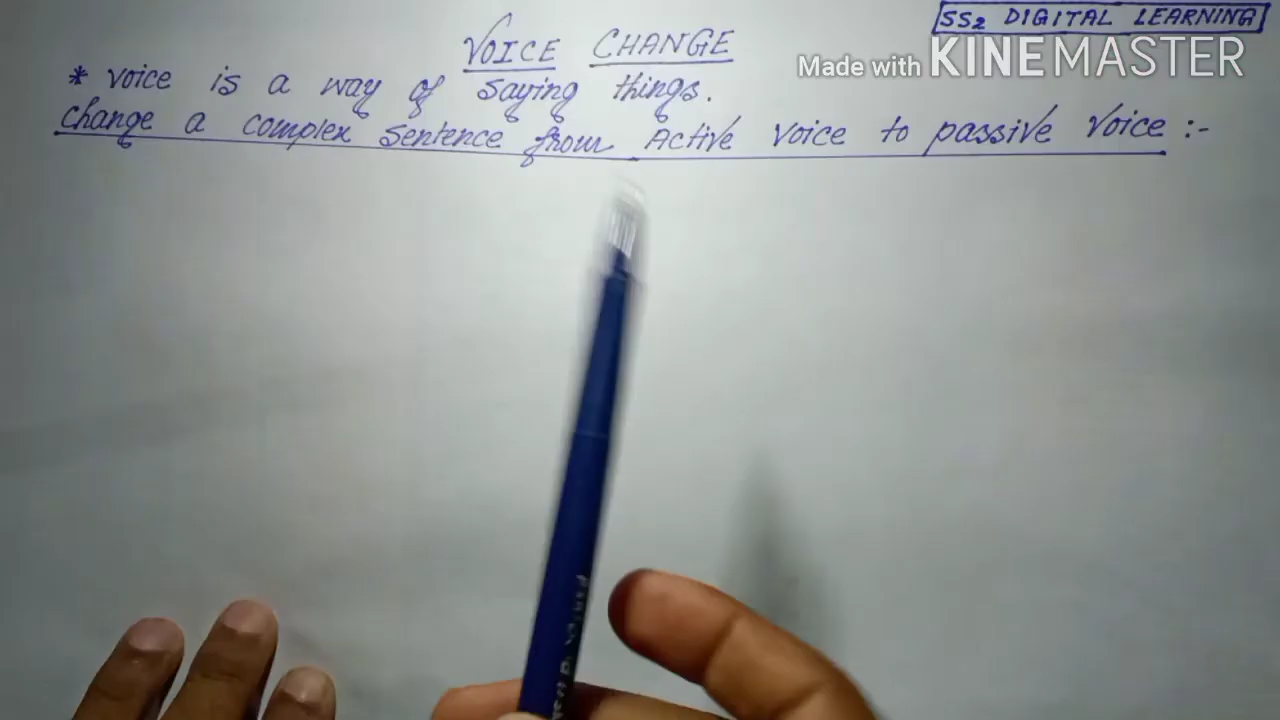 SS2 DIGITAL LEARNING
Made with KINEMASTER
VOICE CHANGE
* Voice is a way of saying things.
Change a complex sentence from Active Voice to passive Voice :-